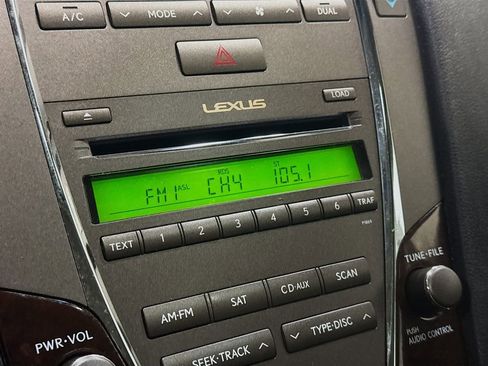 A/C MODE DUAL
LEXUS LOAD
FM1 ASL RDS CH4 ST 105.1
TEXT 1 2 3 4 5 6 TRAF
AM·FM SAT CD·AUX SCAN
TUNE·FILE
PUSH
AUDIO CONTROL
PWR·VOL
SEEK·TRACK TYPE·DISC